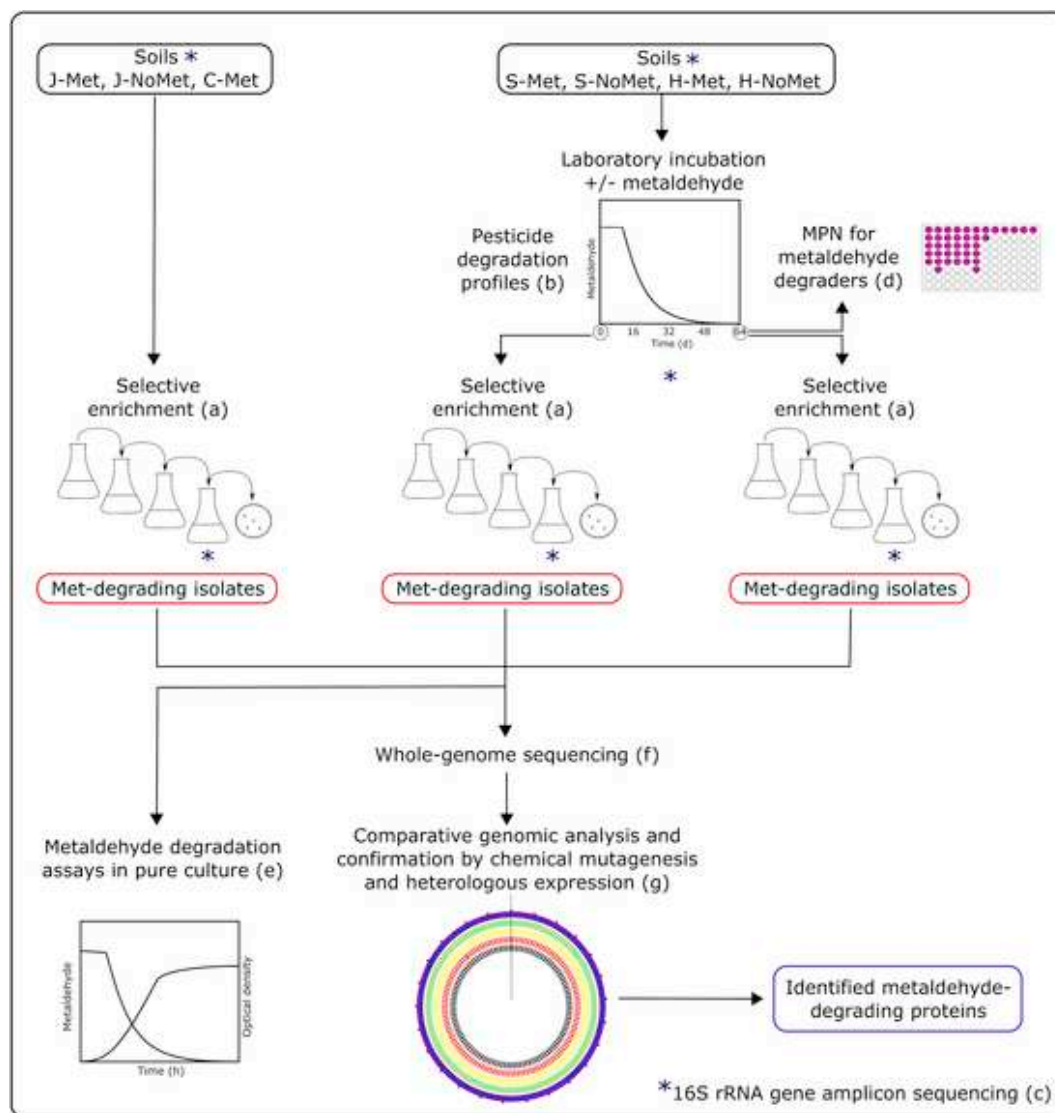 Soils *
J-Met, J-NoMet, C-Met
Soils *
S-Met, S-NoMet, H-Met, H-NoMet
Laboratory incubation
+/- metaldehyde
Pesticide
degradation
profiles (b)
Metaldehyde
0 16 32 48 64
Time (d)
MPN for
metaldehyde
degraders (d)
*
Selective
enrichment (a)
*
Selective
enrichment (a)
*
Selective
enrichment (a)
*
Met-degrading isolates
Met-degrading isolates
Met-degrading isolates
Whole-genome sequencing (f)
Metaldehyde degradation
assays in pure culture (e)
Comparative genomic analysis and
confirmation by chemical mutagenesis
and heterologous expression (g)
Metaldehyde
Optical density
Time (h)
Identified metaldehyde-
degrading proteins
*16S rRNA gene amplicon sequencing (c)